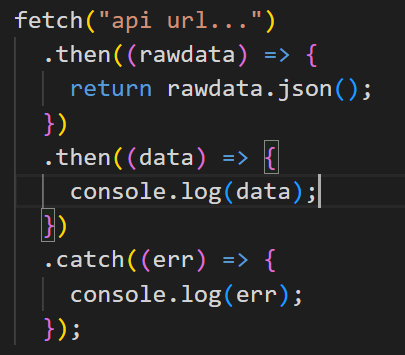 fetch("api url...")
  .then((rawdata) => {
    return rawdata.json();
  })
  .then((data) => {
    console.log(data);
  })
  .catch((err) => {
    console.log(err);
  });